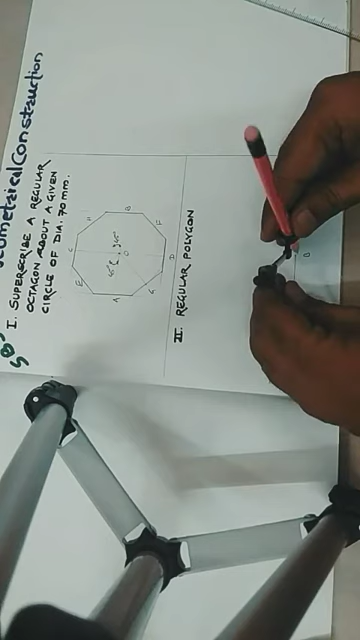 Geometrical Construction
I. SUPERSCRIBE A REGULAR
OCTAGON ABOUT A GIVEN
CIRCLE OF DIA. 70 MM.
H
B
C
F
O
D
E
A
G
II. REGULAR POLYGON
B